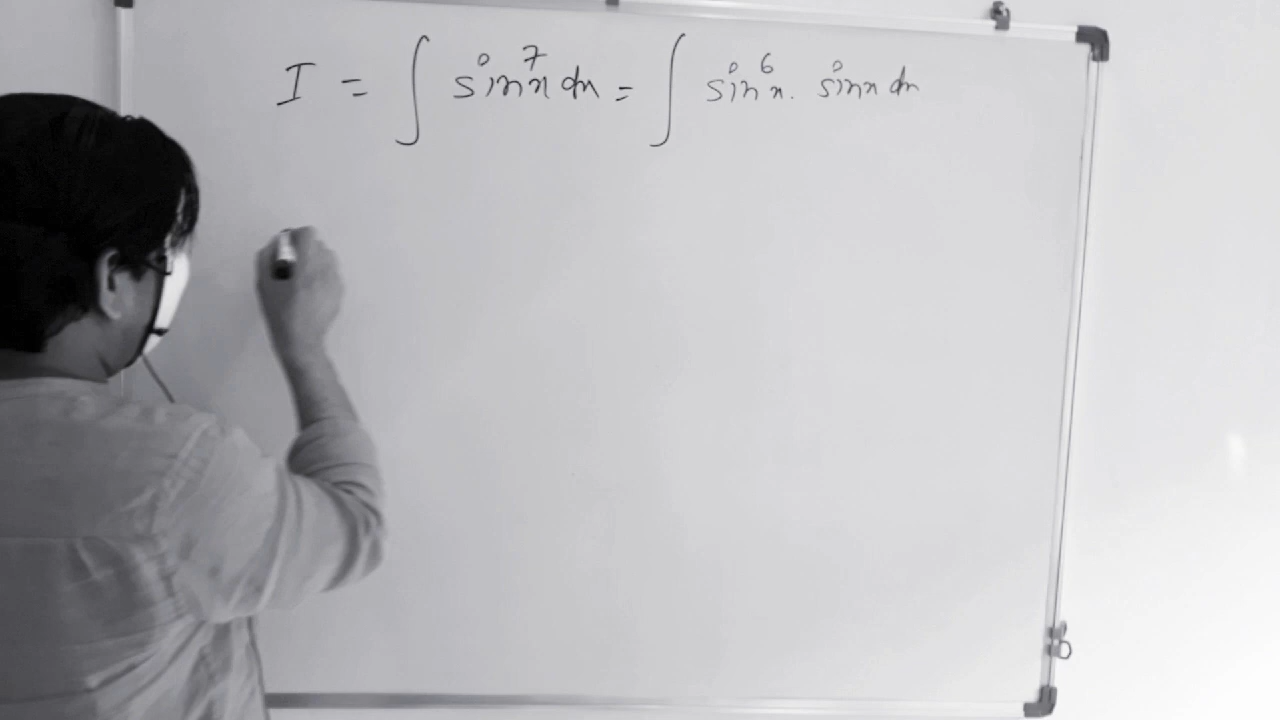 I = ∫ sin⁷x dx = ∫ sin⁶x. sinx dx